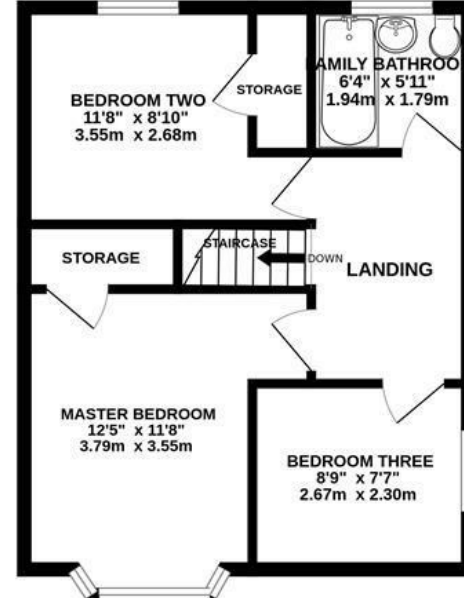 FAMILY BATHROO
6'4" x 5'11"
1.94m x 1.79m
STORAGE
BEDROOM TWO
11'8" x 8'10"
3.55m x 2.68m
STAIRCASE
DOWN
STORAGE
LANDING
MASTER BEDROOM
12'5" x 11'8"
3.79m x 3.55m
BEDROOM THREE
8'9" x 7'7"
2.67m x 2.30m